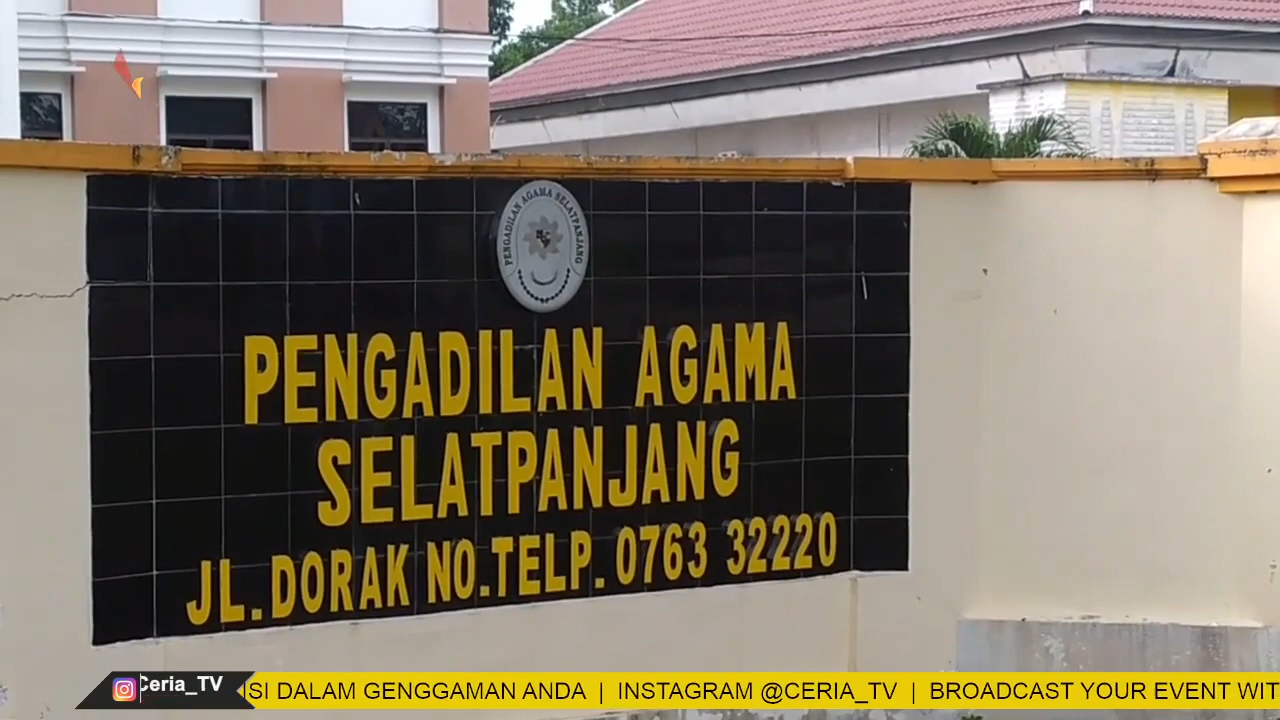 PENGADILAN AGAMA SELATPANJANG
PENGADILAN AGAMA
SELATPANJANG
JL. DORAK NO. TELP. 0763 32220
Ceria_TV
SI DALAM GENGGAMAN ANDA | INSTAGRAM @CERIA_TV | BROADCAST YOUR EVENT WIT